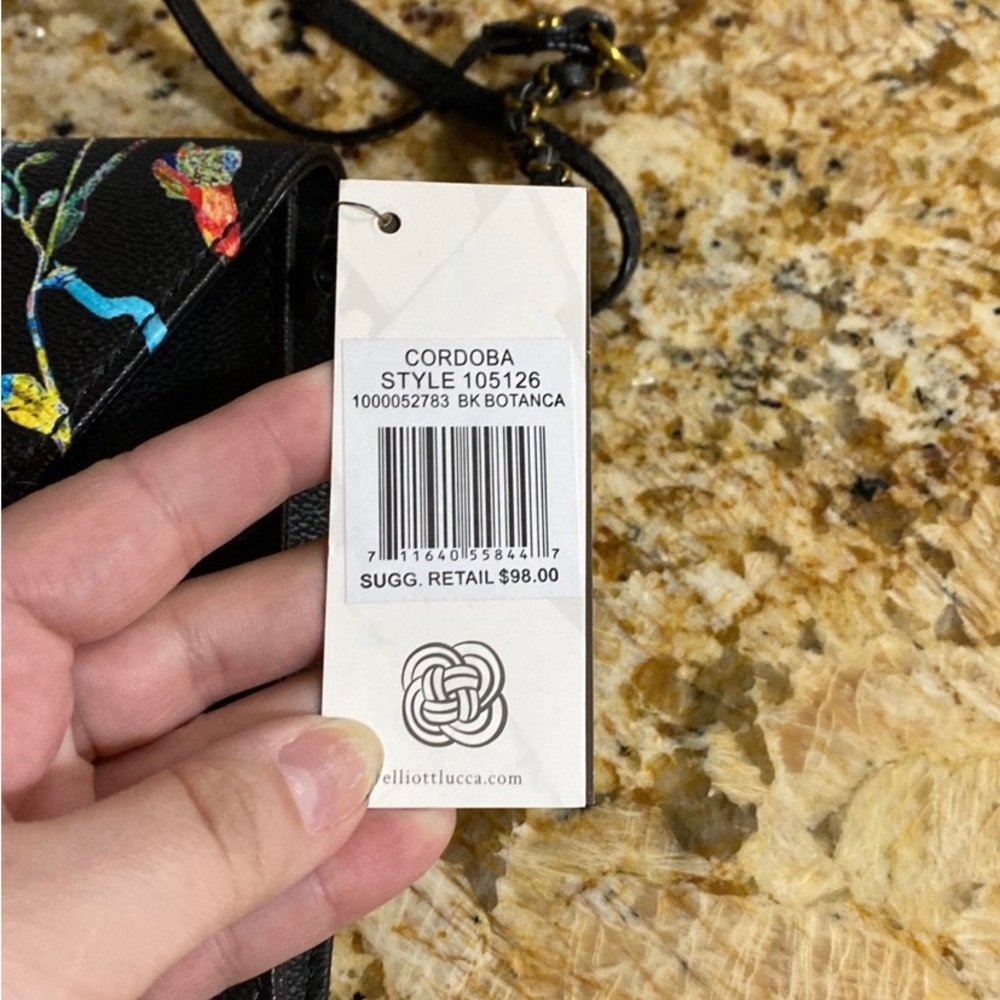 CORDOBA
STYLE 105126
1000052783 BK BOTANCA
7 11640 55844 7
SUGG. RETAIL $98.00
elliottlucca.com